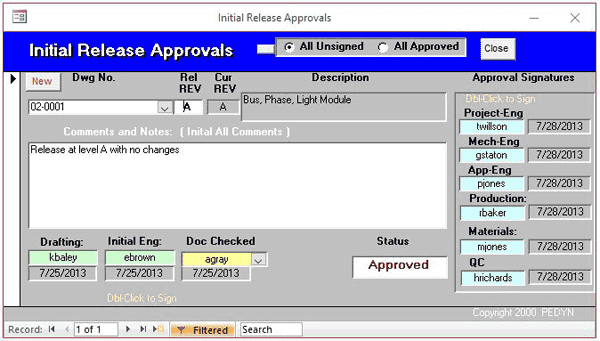 Initial Release Approvals
Initial Release Approvals
All Unsigned All Approved Close
New Dwg No. Rel REV Cur REV Description
02-0001 A A Bus, Phase, Light Module
Comments and Notes: ( Inital All Comments )
Release at level A with no changes
Drafting: Initial Eng: Doc Checked Status
kbaley ebrown agray Approved
7/25/2013 7/25/2013 7/25/2013
Dbl-Click to Sign
Approval Signatures
Dbl-Click to Sign
Project-Eng
twillson 7/28/2013
Mech-Eng
gstaton 7/28/2013
App-Eng
pjones 7/28/2013
Production:
rbaker 7/28/2013
Materials:
mjones 7/28/2013
QC
hrichards 7/28/2013
Copyright 2000 PEDYN
Record: 1 of 1 Filtered Search